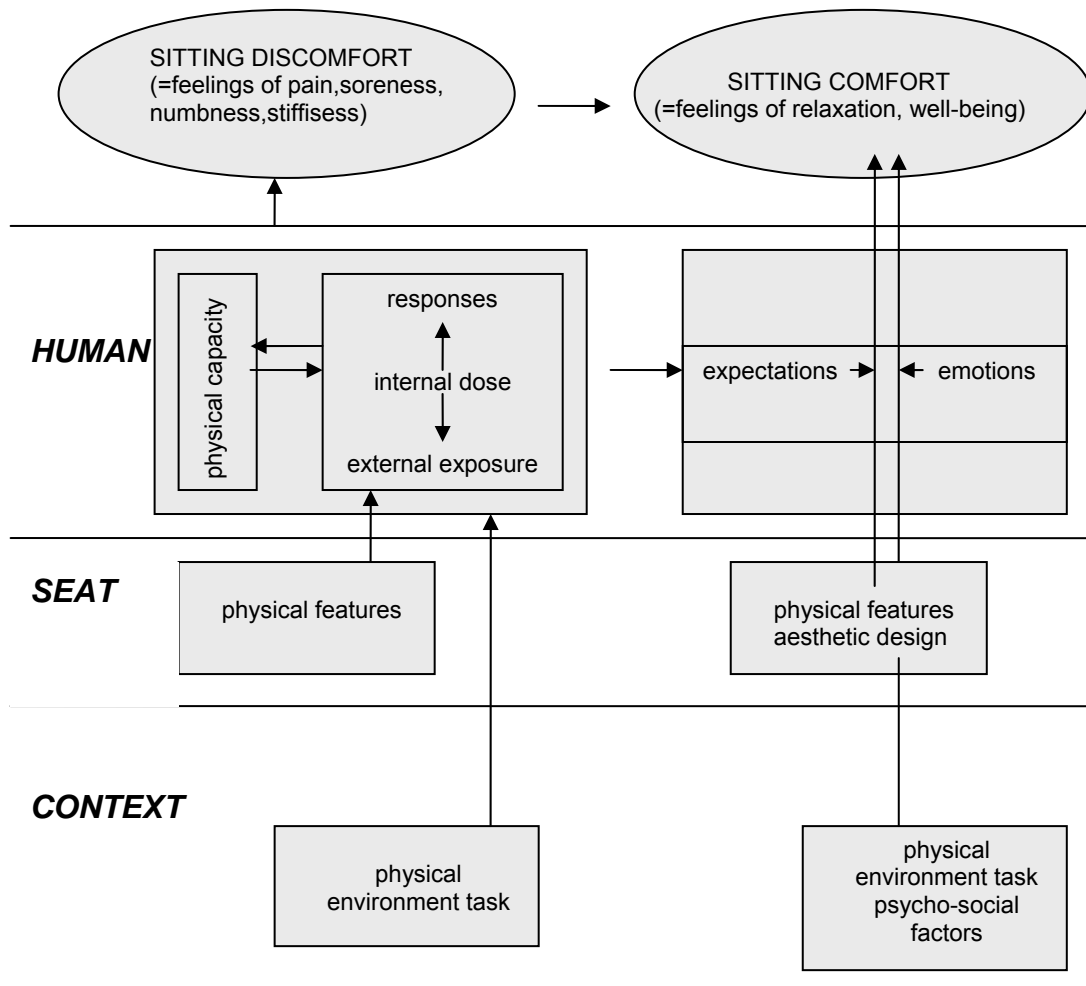 SITTING DISCOMFORT
(=feelings of pain,soreness,
numbness,stiffisess)
SITTING COMFORT
(=feelings of relaxation, well-being)
HUMAN
physical capacity
responses
internal dose
external exposure
expectations
emotions
SEAT
physical features
physical features
aesthetic design
CONTEXT
physical
environment task
physical
environment task
psycho-social
factors